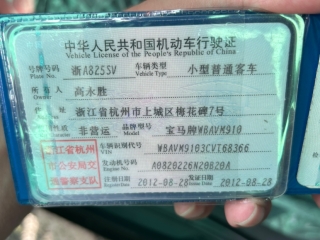 中华人民共和国机动车行驶证
Vehicle License of the People's Republic of China
号牌号码 浙A825SV 车辆类型 小型普通客车
Plate No. Vehicle Type
所有人 高永胜
Owner
住址 浙江省杭州市上城区梅花碑7号
Address
使用性质 非营运 品牌型号 宝马牌WBAVM910
浙江省杭州 车辆识别代号 WBAVM9103CVT68366
VIN
市公安局交 发动机号码 A0820226N20B20A
Engine No.
警察支队 注册日期 2012-08-28 发证日期 2012-08-28
Register Date Issue Date